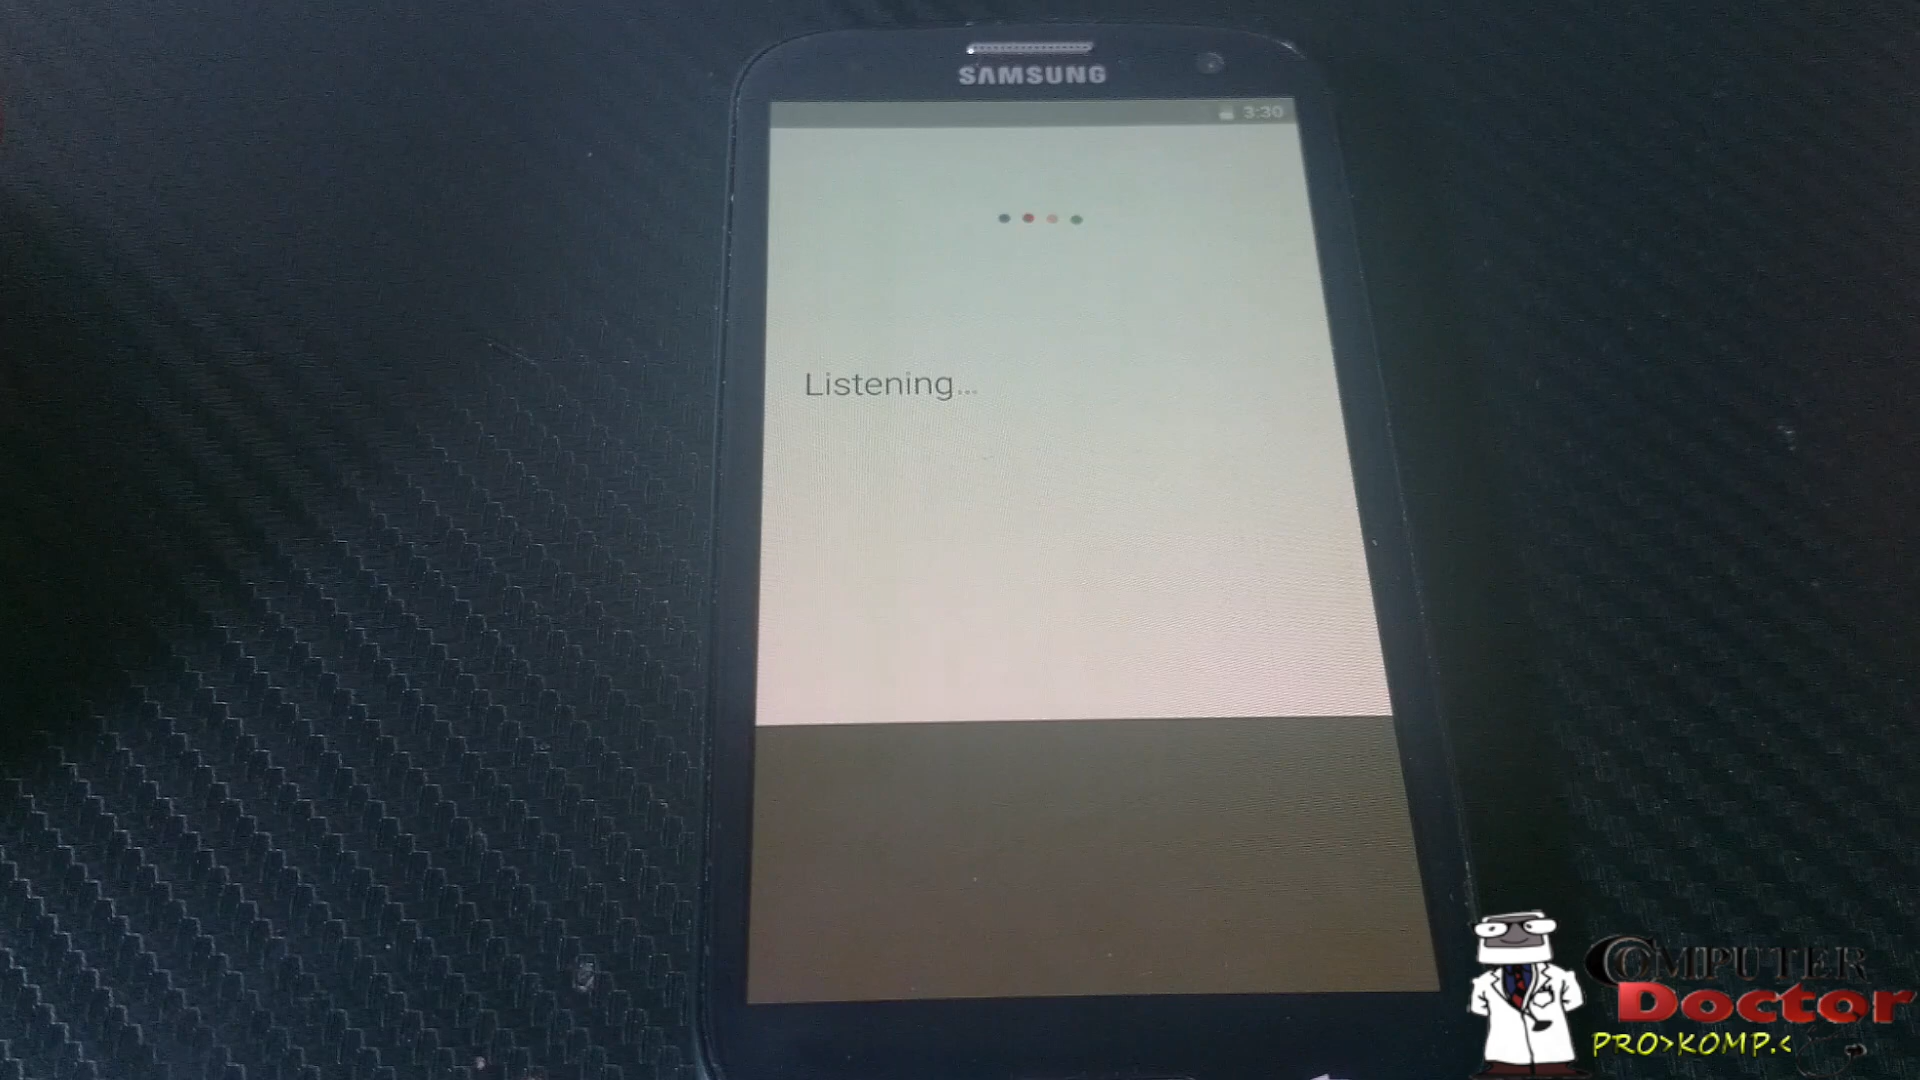 SAMSUNG
3:30
Listening...
COMPUTER
Doctor
PRO>KOMP.<